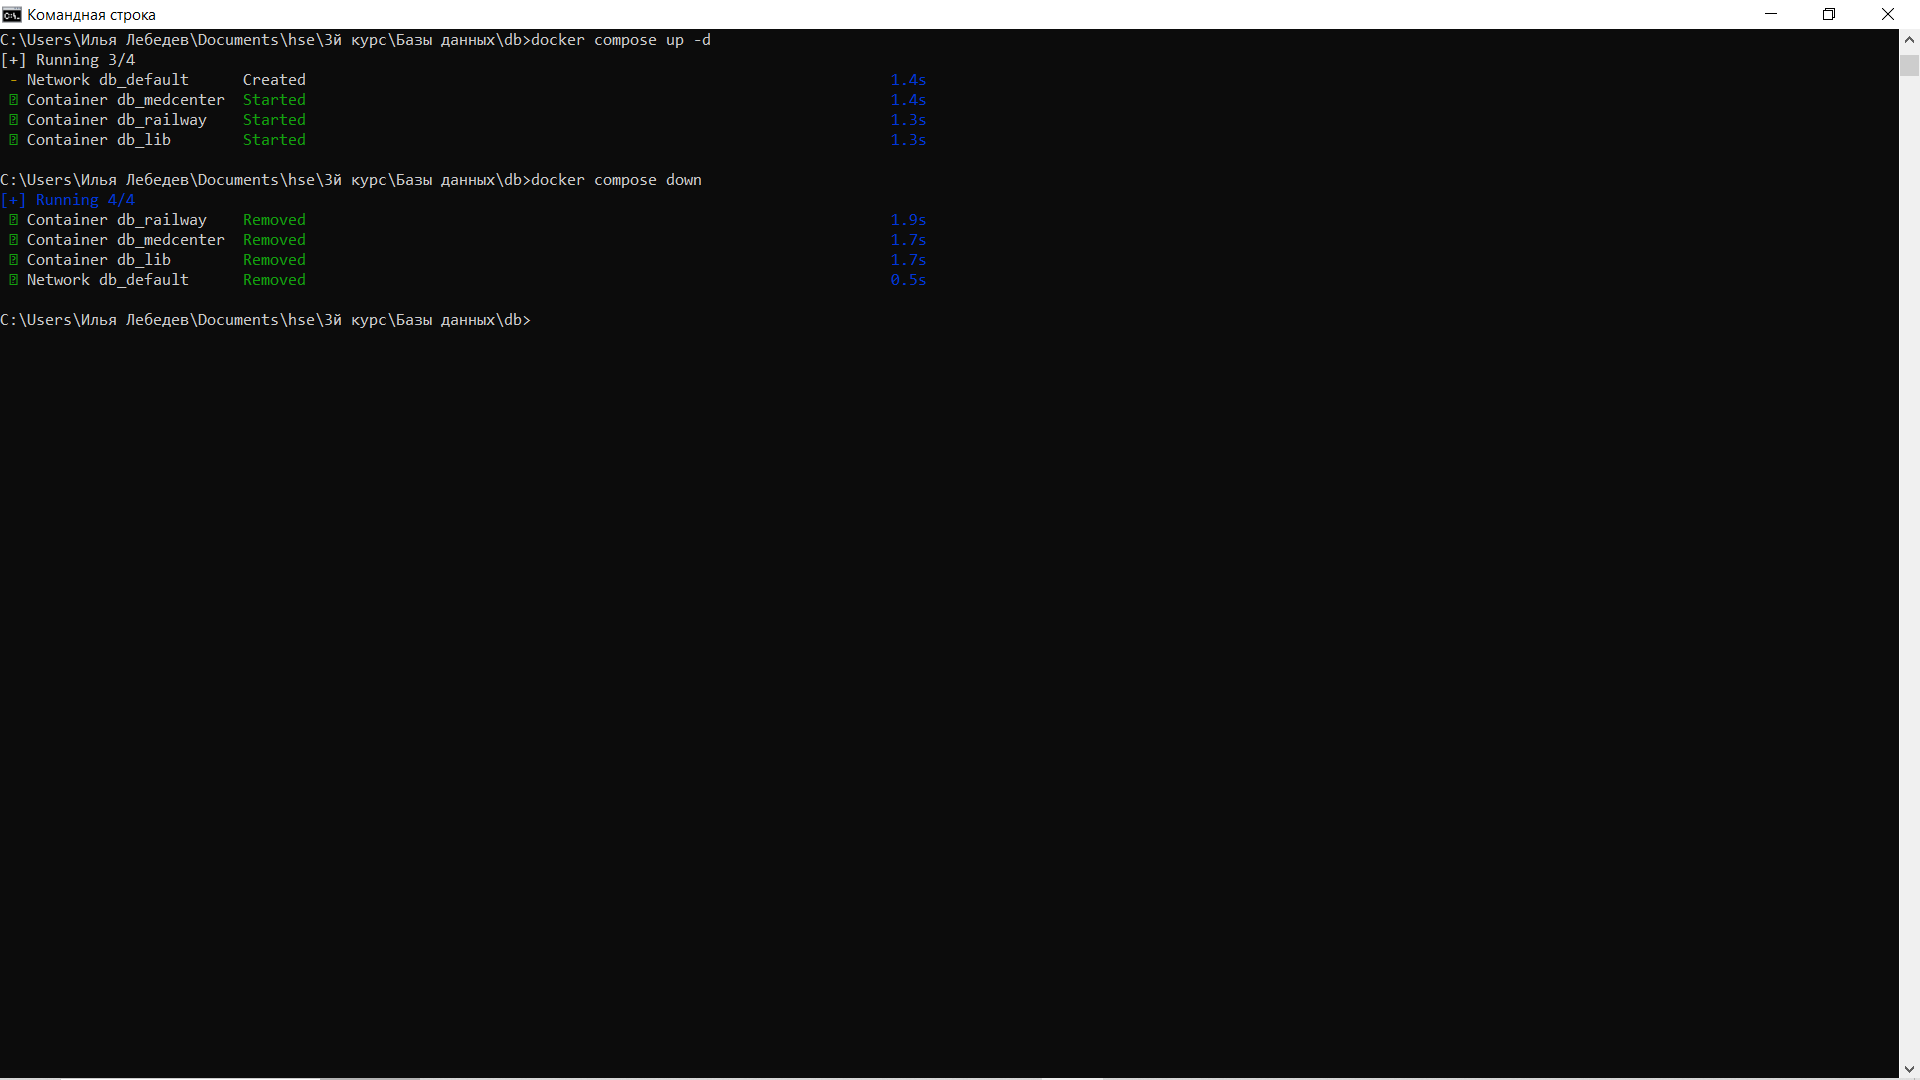 Командная строка
C:\Users\Илья Лебедев\Documents\hse\3й курс\Базы данных\db>docker compose up -d
[+] Running 3/4
- Network db_default Created 1.4s
Container db_medcenter Started 1.4s
Container db_railway Started 1.3s
Container db_lib Started 1.3s
C:\Users\Илья Лебедев\Documents\hse\3й курс\Базы данных\db>docker compose down
[+] Running 4/4
Container db_railway Removed 1.9s
Container db_medcenter Removed 1.7s
Container db_lib Removed 1.7s
Network db_default Removed 0.5s
C:\Users\Илья Лебедев\Documents\hse\3й курс\Базы данных\db>